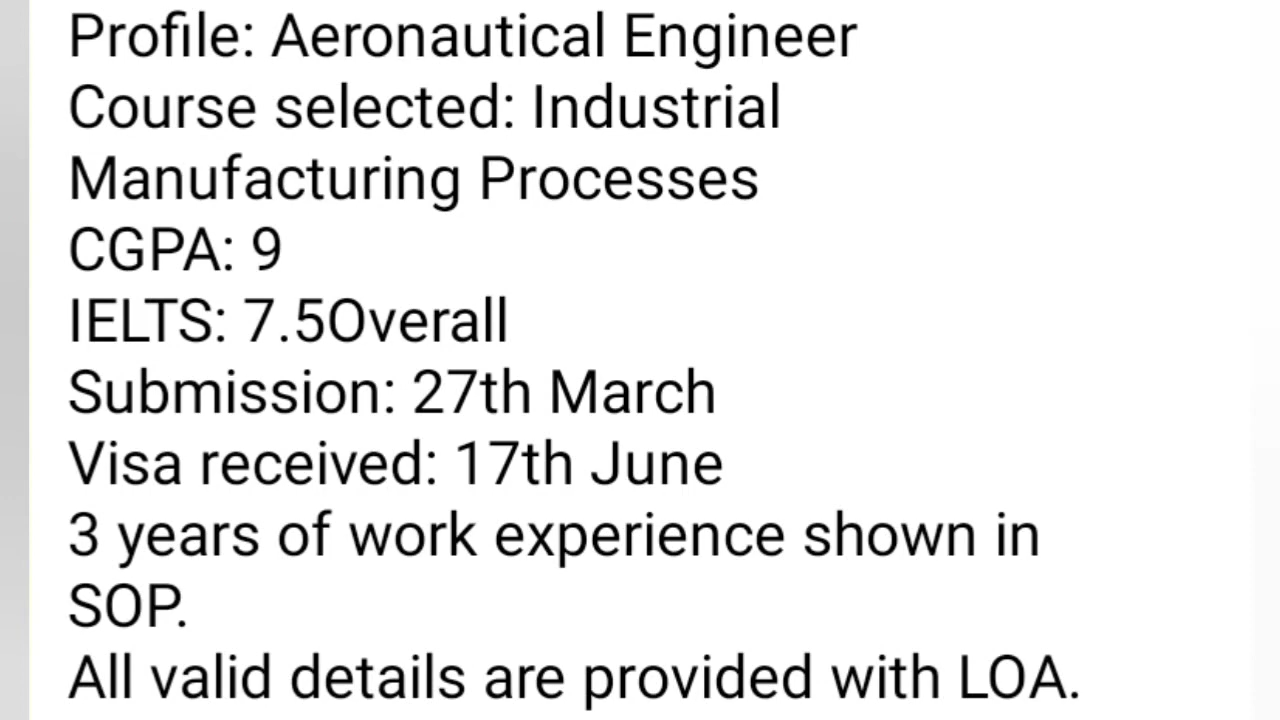 Profile: Aeronautical Engineer
Course selected: Industrial
Manufacturing Processes
CGPA: 9
IELTS: 7.5Overall
Submission: 27th March
Visa received: 17th June
3 years of work experience shown in
SOP.
All valid details are provided with LOA.